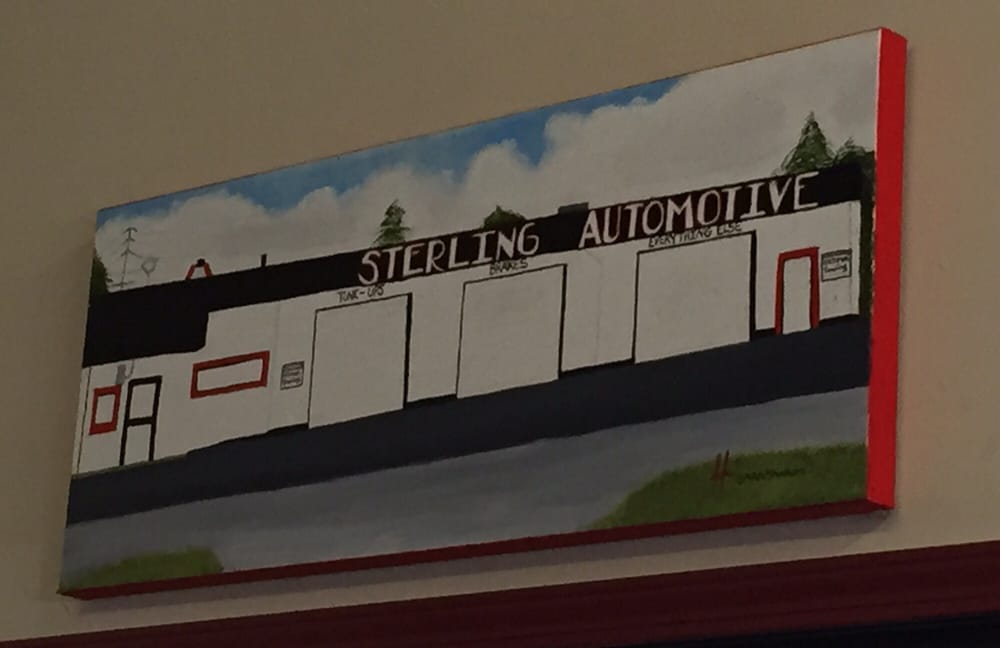 STERLING AUTOMOTIVE
TUNE-UPS
BRAKES
EVERYTHING ELSE